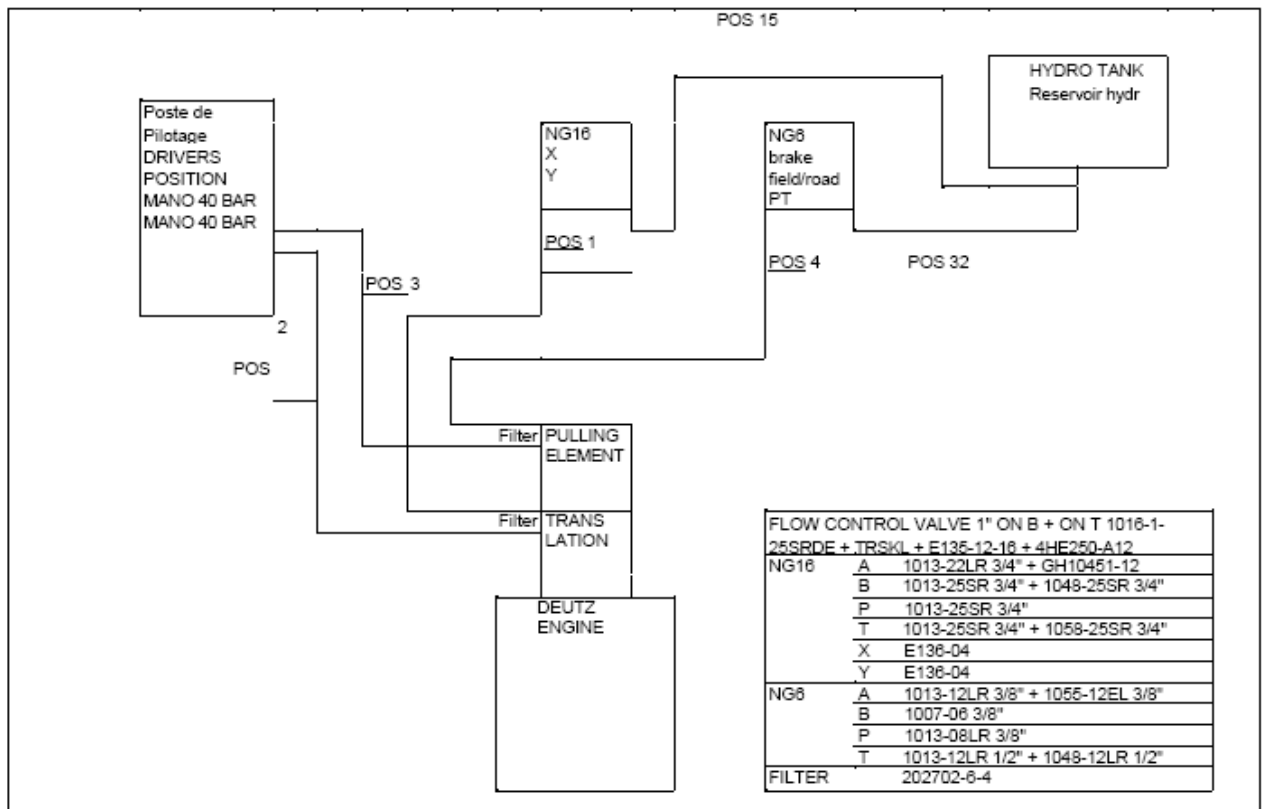 POS 15
HYDRO TANK
Reservoir hydr
Poste de
Pilotage
DRIVERS
POSITION
MANO 40 BAR
MANO 40 BAR
NG16
X
Y
NG6
brake
field/road
PT
POS 1
POS 4
POS 32
POS 3
2
POS
Filter
PULLING
ELEMENT
Filter
TRANS
LATION
DEUTZ
ENGINE
FLOW CONTROL VALVE 1" ON B + ON T 1016-1-
25SRDE + TRSKL + E135-12-16 + 4HE250-A12
NG16 A 1013-22LR 3/4" + GH10451-12
B 1013-25SR 3/4" + 1048-25SR 3/4"
P 1013-25SR 3/4"
T 1013-25SR 3/4" + 1058-25SR 3/4"
X E136-04
Y E136-04
NG6 A 1013-12LR 3/8" + 1055-12EL 3/8"
B 1007-06 3/8"
P 1013-08LR 3/8"
T 1013-12LR 1/2" + 1048-12LR 1/2"
FILTER 202702-6-4